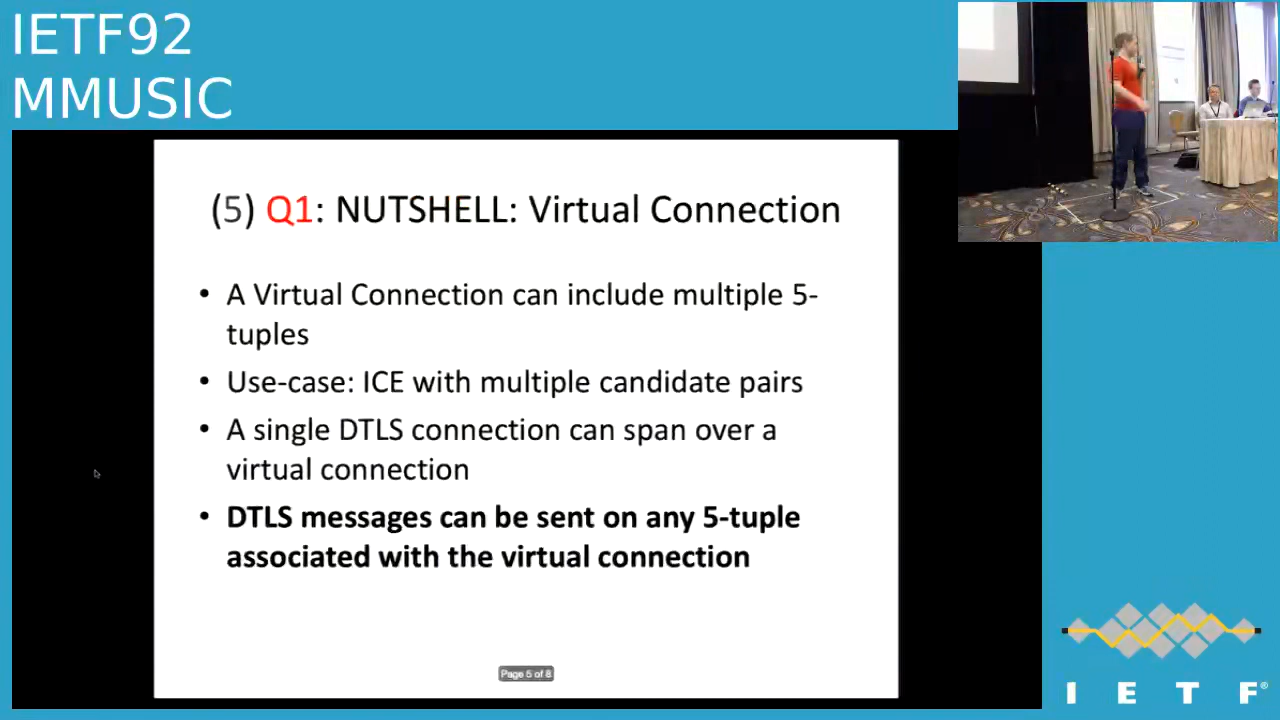 IETF92
MMUSIC
(5) Q1: NUTSHELL: Virtual Connection
• A Virtual Connection can include multiple 5-
tuples
• Use-case: ICE with multiple candidate pairs
• A single DTLS connection can span over a
virtual connection
• DTLS messages can be sent on any 5-tuple
associated with the virtual connection
Page 5 of 8
I E T F®